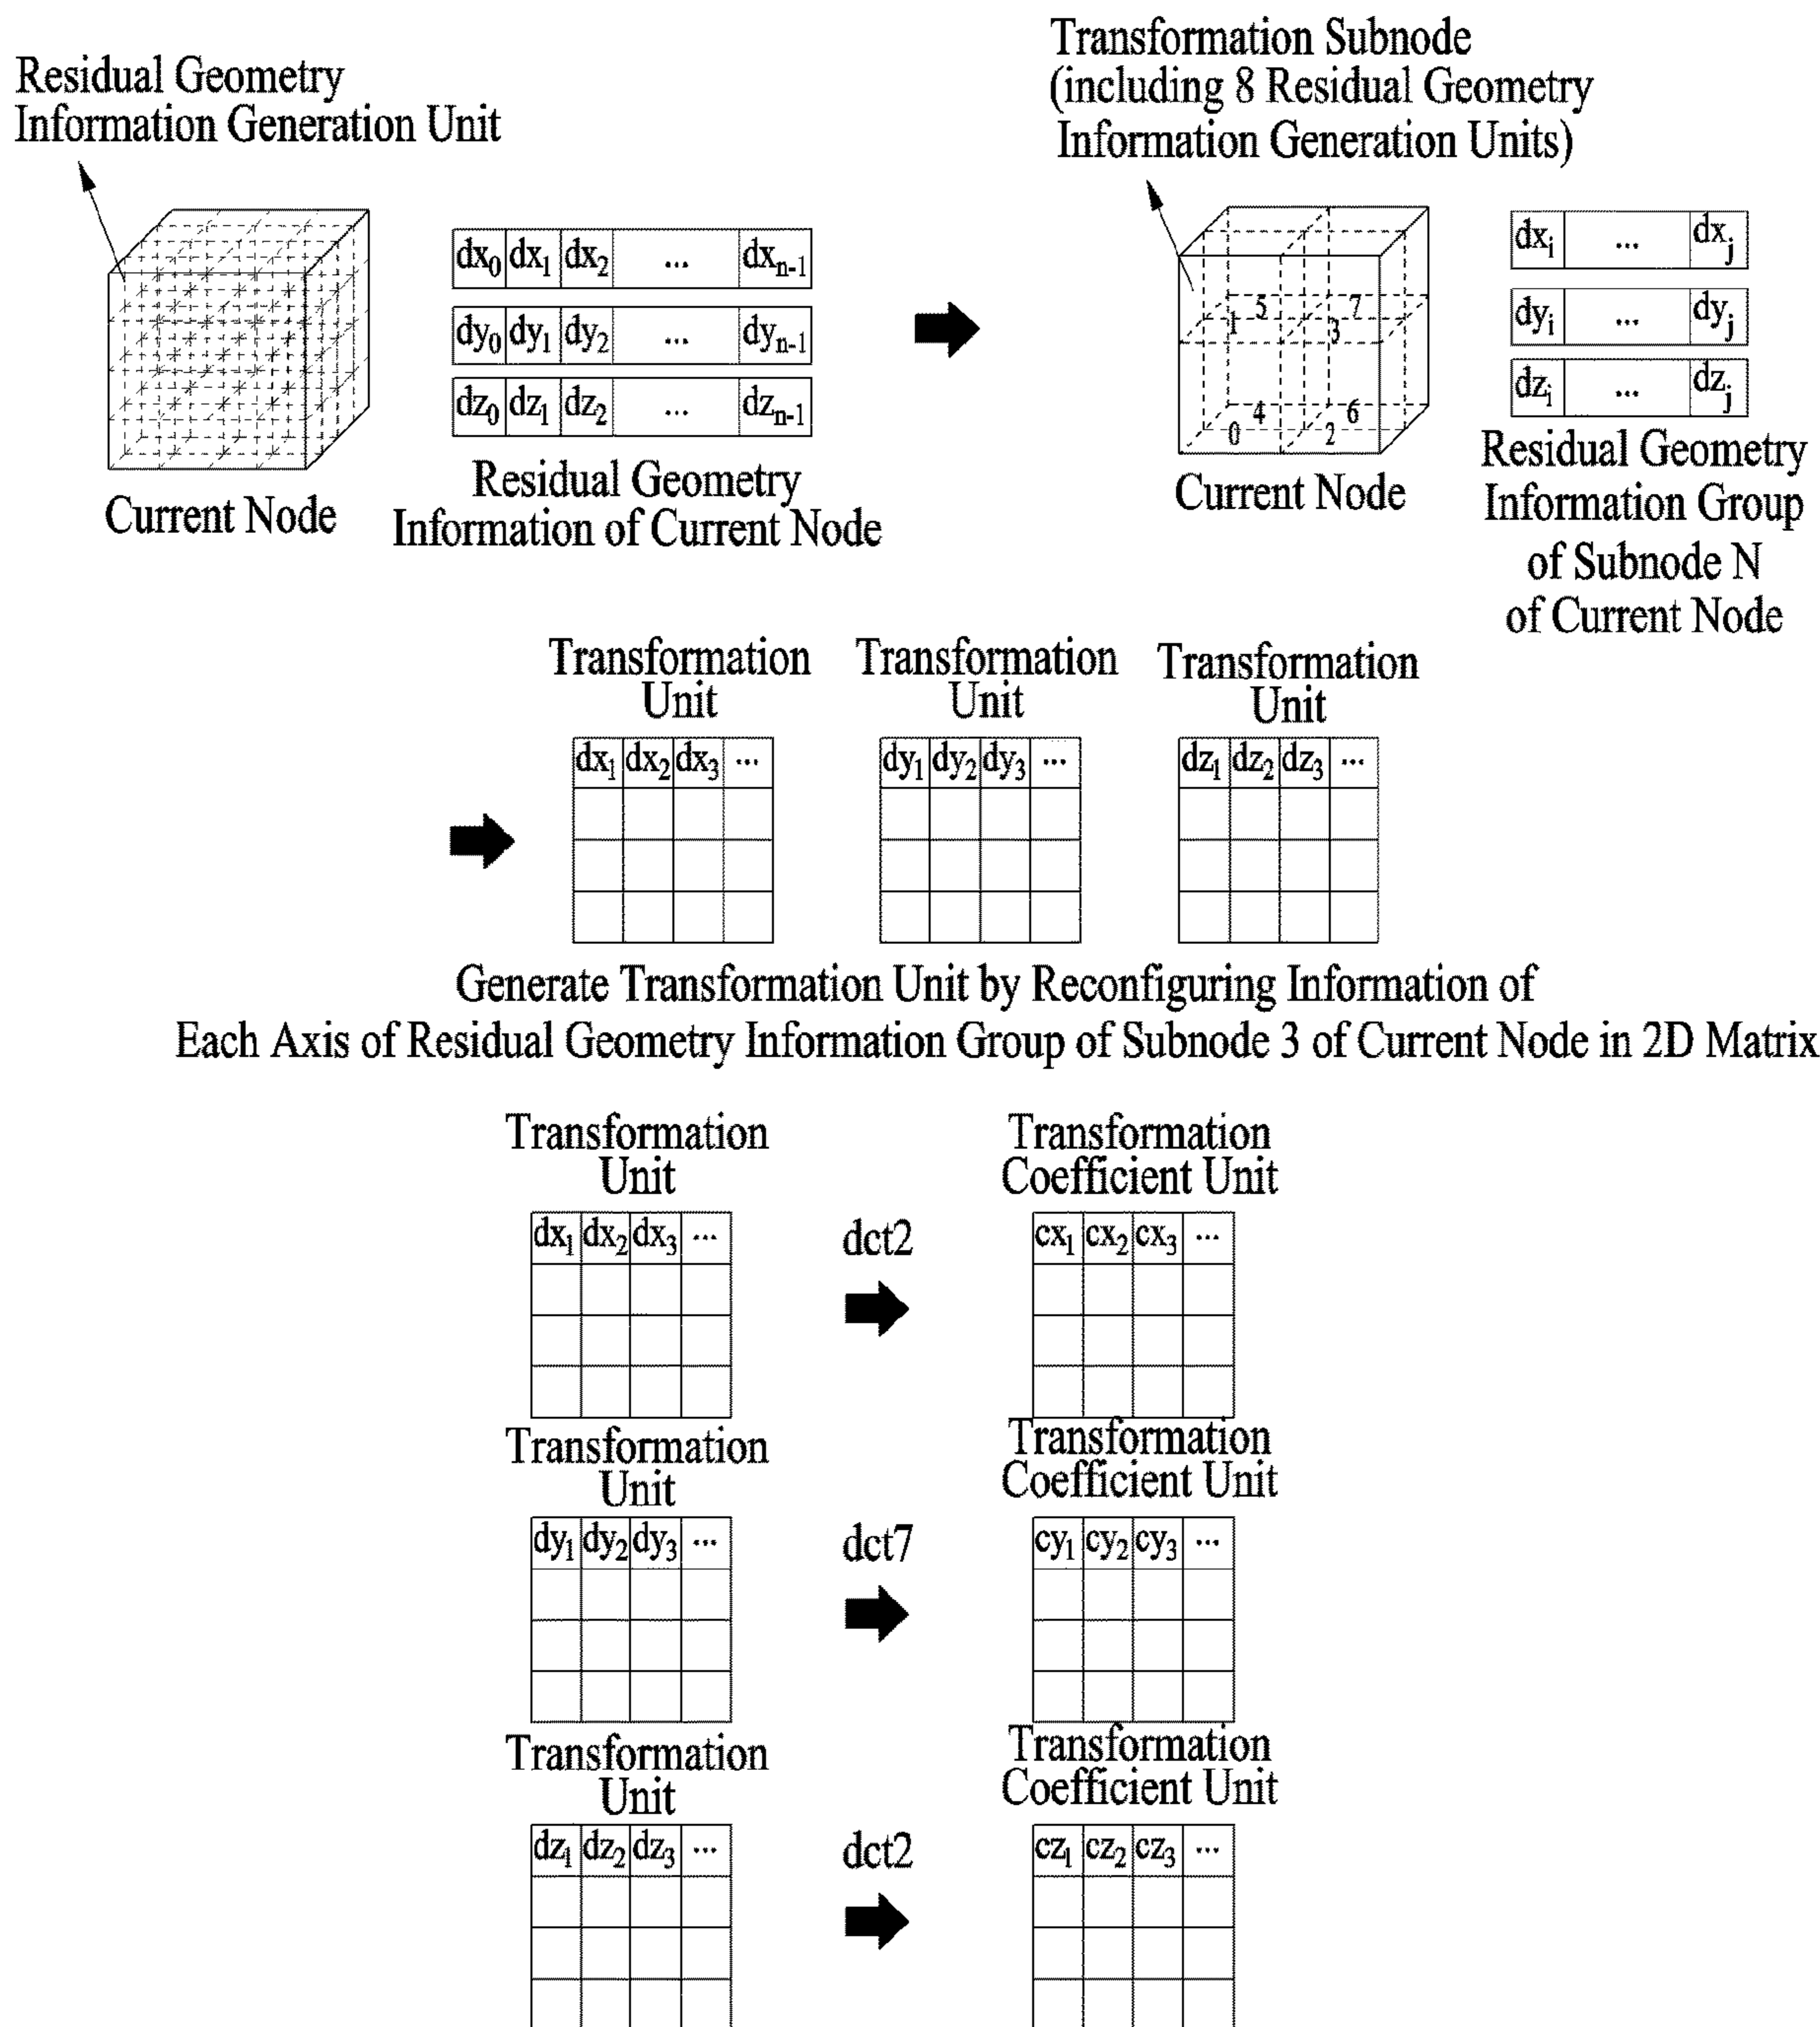 Residual Geometry
Information Generation Unit
Transformation Subnode
(including 8 Residual Geometry
Information Generation Units)
dx0 dx1 dx2 ... dxn-1
dy0 dy1 dy2 ... dyn-1
dz0 dz1 dz2 ... dzn-1
Current Node
Residual Geometry
Information of Current Node
5 7
1 3
4 6
0 2
Current Node
dxi ... dxj
dyi ... dyj
dzi ... dzj
Residual Geometry
Information Group
of Subnode N
of Current Node
Transformation
Unit
dx1 dx2 dx3 ...
Transformation
Unit
dy1 dy2 dy3 ...
Transformation
Unit
dz1 dz2 dz3 ...
Generate Transformation Unit by Reconfiguring Information of
Each Axis of Residual Geometry Information Group of Subnode 3 of Current Node in 2D Matrix
Transformation
Unit
dx1 dx2 dx3 ...
dct2
Transformation
Coefficient Unit
cx1 cx2 cx3 ...
Transformation
Unit
dy1 dy2 dy3 ...
dct7
Transformation
Coefficient Unit
cy1 cy2 cy3 ...
Transformation
Unit
dz1 dz2 dz3 ...
dct2
Transformation
Coefficient Unit
cz1 cz2 cz3 ...